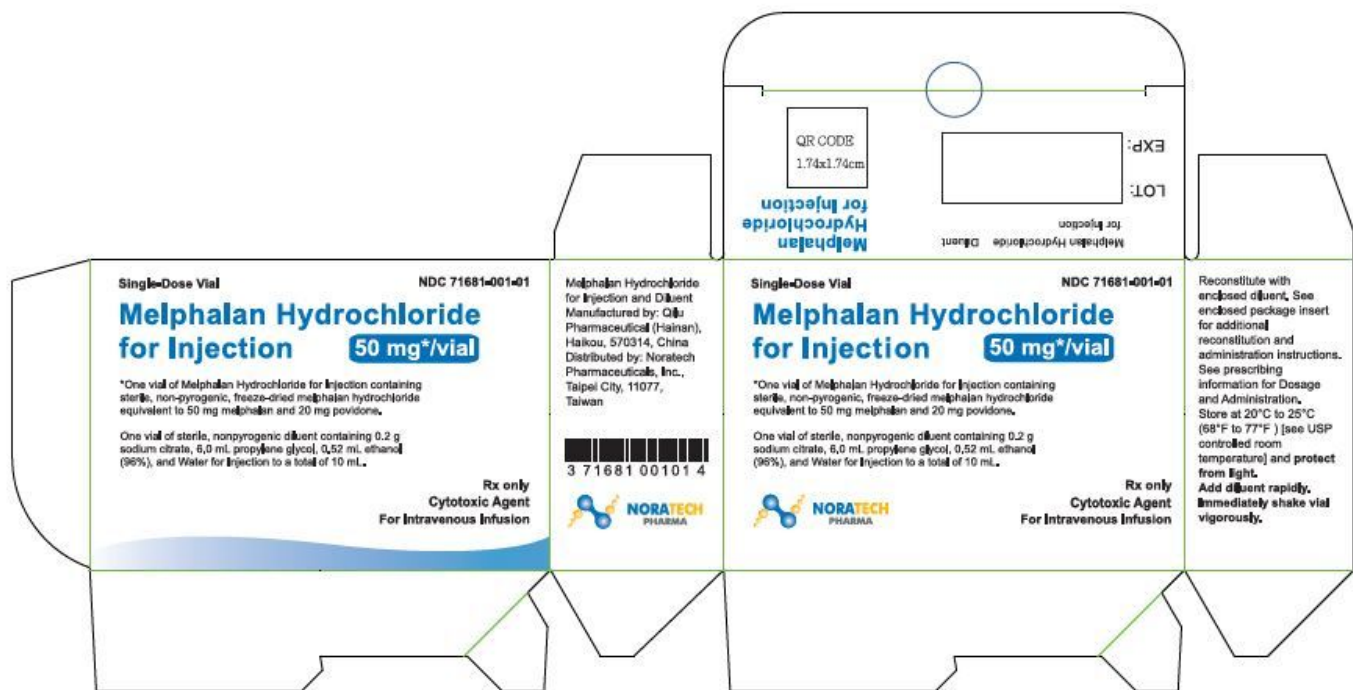 QR CODE
1.74x1.74cm
Melphalan
Hydrochloride
for Injection
EXP:
LOT:
Melphalan Hydrochloride Diluent
for Injection
Single-Dose Vial NDC 71681-001-01
Melphalan Hydrochloride
for Injection 50 mg*/vial
*One vial of Melphalan Hydrochloride for Injection containing
sterile, non-pyrogenic, freeze-dried melphalan hydrochloride
equivalent to 50 mg melphalan and 20 mg povidone.
One vial of sterile, nonpyrogenic diluent containing 0.2 g
sodium citrate, 6.0 mL propylene glycol, 0.52 mL ethanol
(96%), and Water for Injection to a total of 10 mL.
Rx only
Cytotoxic Agent
For Intravenous Infusion
Melphalan Hydrochloride
for Injection and Diluent
Manufactured by: Qilu
Pharmaceutical (Hainan),
Haikou, 570314, China
Distributed by: Noratech
Pharmaceuticals, Inc.,
Taipei City, 11077,
Taiwan
3 71681 001014
NORATECH
PHARMA
Single-Dose Vial NDC 71681-001-01
Melphalan Hydrochloride
for Injection 50 mg*/vial
*One vial of Melphalan Hydrochloride for Injection containing
sterile, non-pyrogenic, freeze-dried melphalan hydrochloride
equivalent to 50 mg melphalan and 20 mg povidone.
One vial of sterile, nonpyrogenic diluent containing 0.2 g
sodium citrate, 6.0 mL propylene glycol, 0.52 mL ethanol
(96%), and Water for Injection to a total of 10 mL.
Rx only
Cytotoxic Agent
For Intravenous Infusion
NORATECH
PHARMA
Reconstitute with
enclosed diluent. See
enclosed package insert
for additional
reconstitution and
administration instructions.
See prescribing
information for Dosage
and Administration.
Store at 20°C to 25°C
(68°F to 77°F ) [see USP
controlled room
temperature] and protect
from light.
Add diluent rapidly.
Immediately shake vial
vigorously.